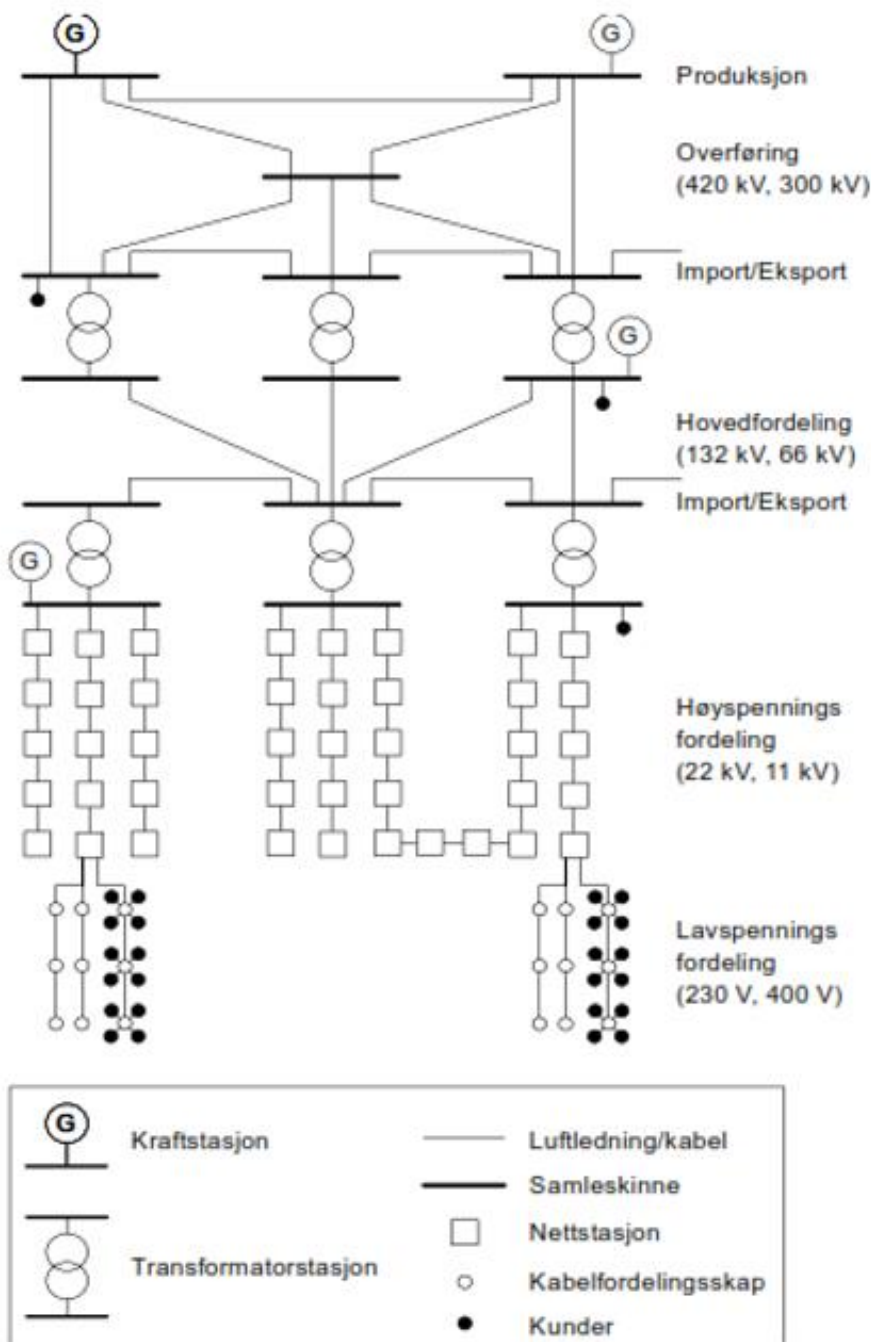 G
G
Produksjon
Overføring
(420 kV, 300 kV)
Import/Eksport
G
Hovedfordeling
(132 kV, 66 kV)
Import/Eksport
G
Høyspennings
fordeling
(22 kV, 11 kV)
Lavspennings
fordeling
(230 V, 400 V)
G
Kraftstasjon
Luftledning/kabel
Samleskinne
Nettstasjon
Transformatorstasjon
Kabelfordelingsskap
Kunder